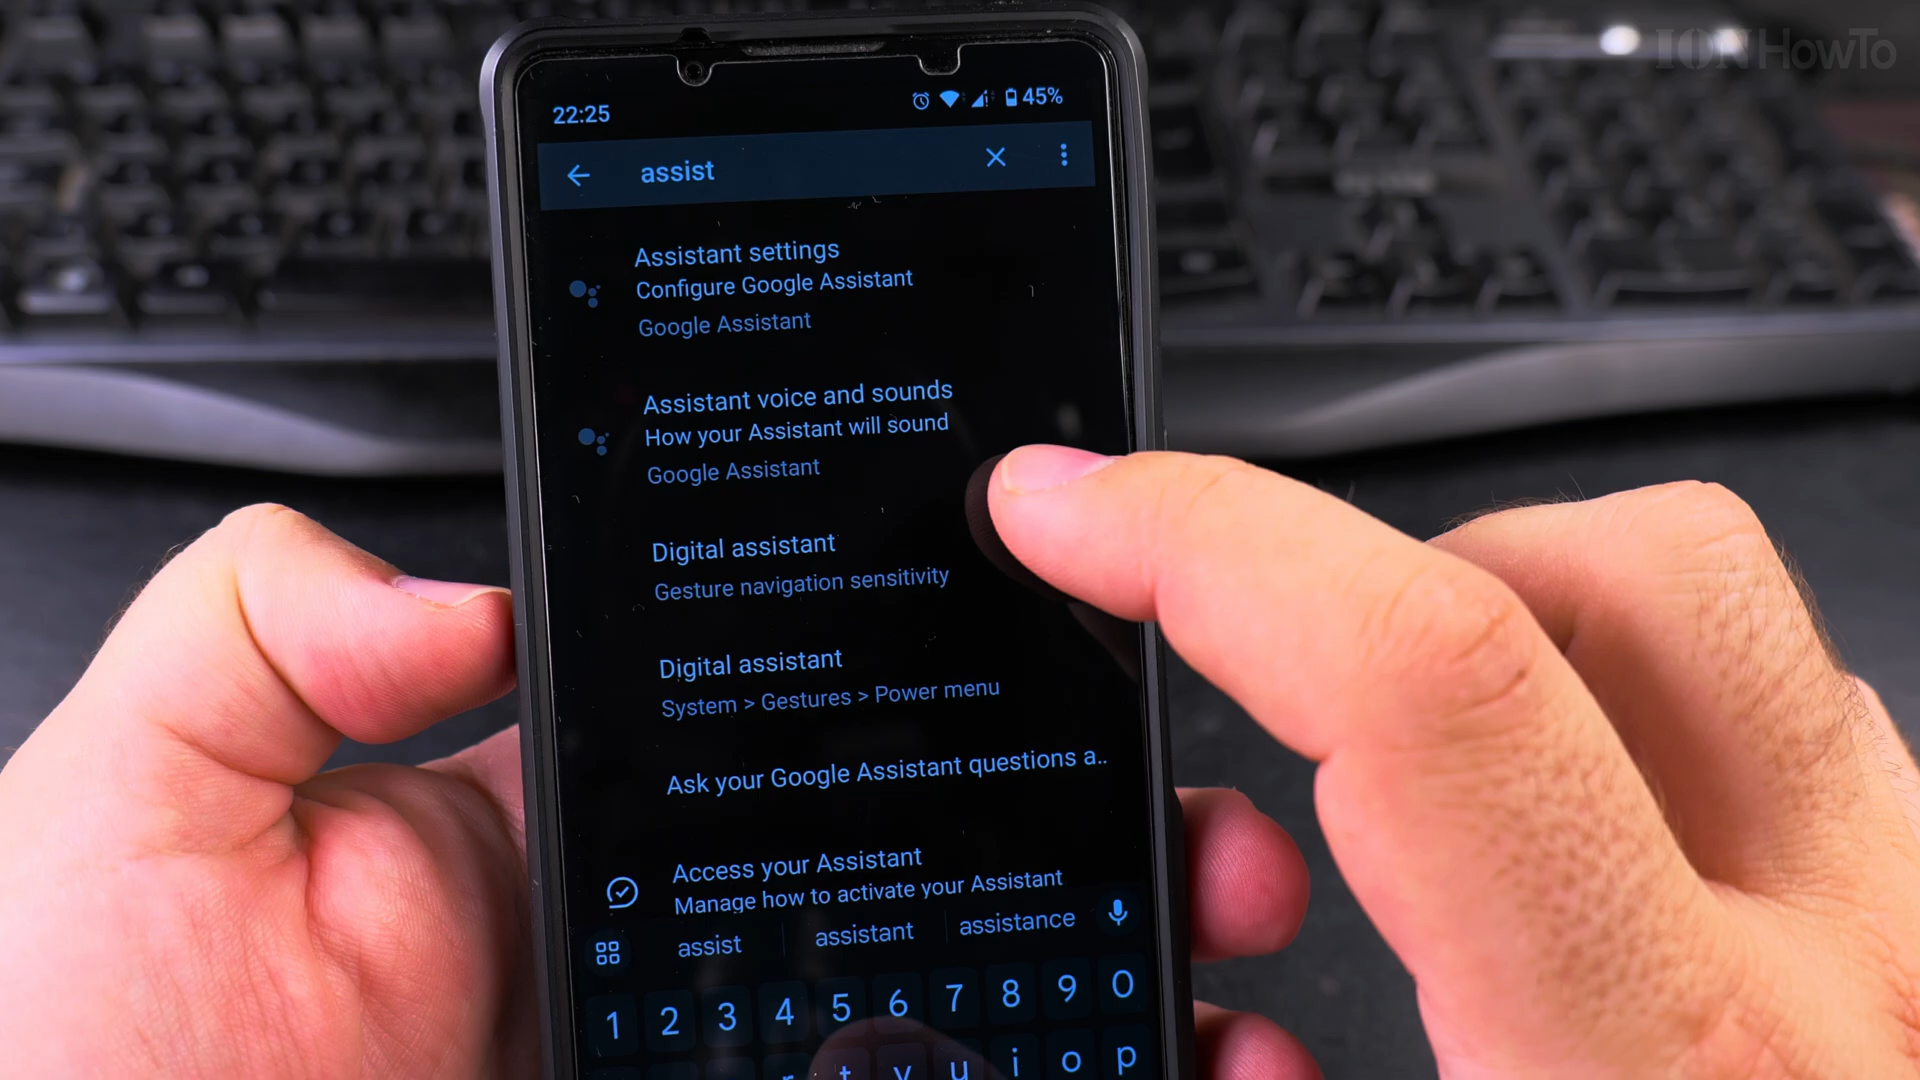 ION HowTo
22:25
45%
assist
Assistant settings
Configure Google Assistant
Google Assistant
Assistant voice and sounds
How your Assistant will sound
Google Assistant
Digital assistant
Gesture navigation sensitivity
Digital assistant
System > Gestures > Power menu
Ask your Google Assistant questions a..
Access your Assistant
Manage how to activate your Assistant
assist assistant assistance
1 2 3 4 5 6 7 8 9 0
r t y u i o p